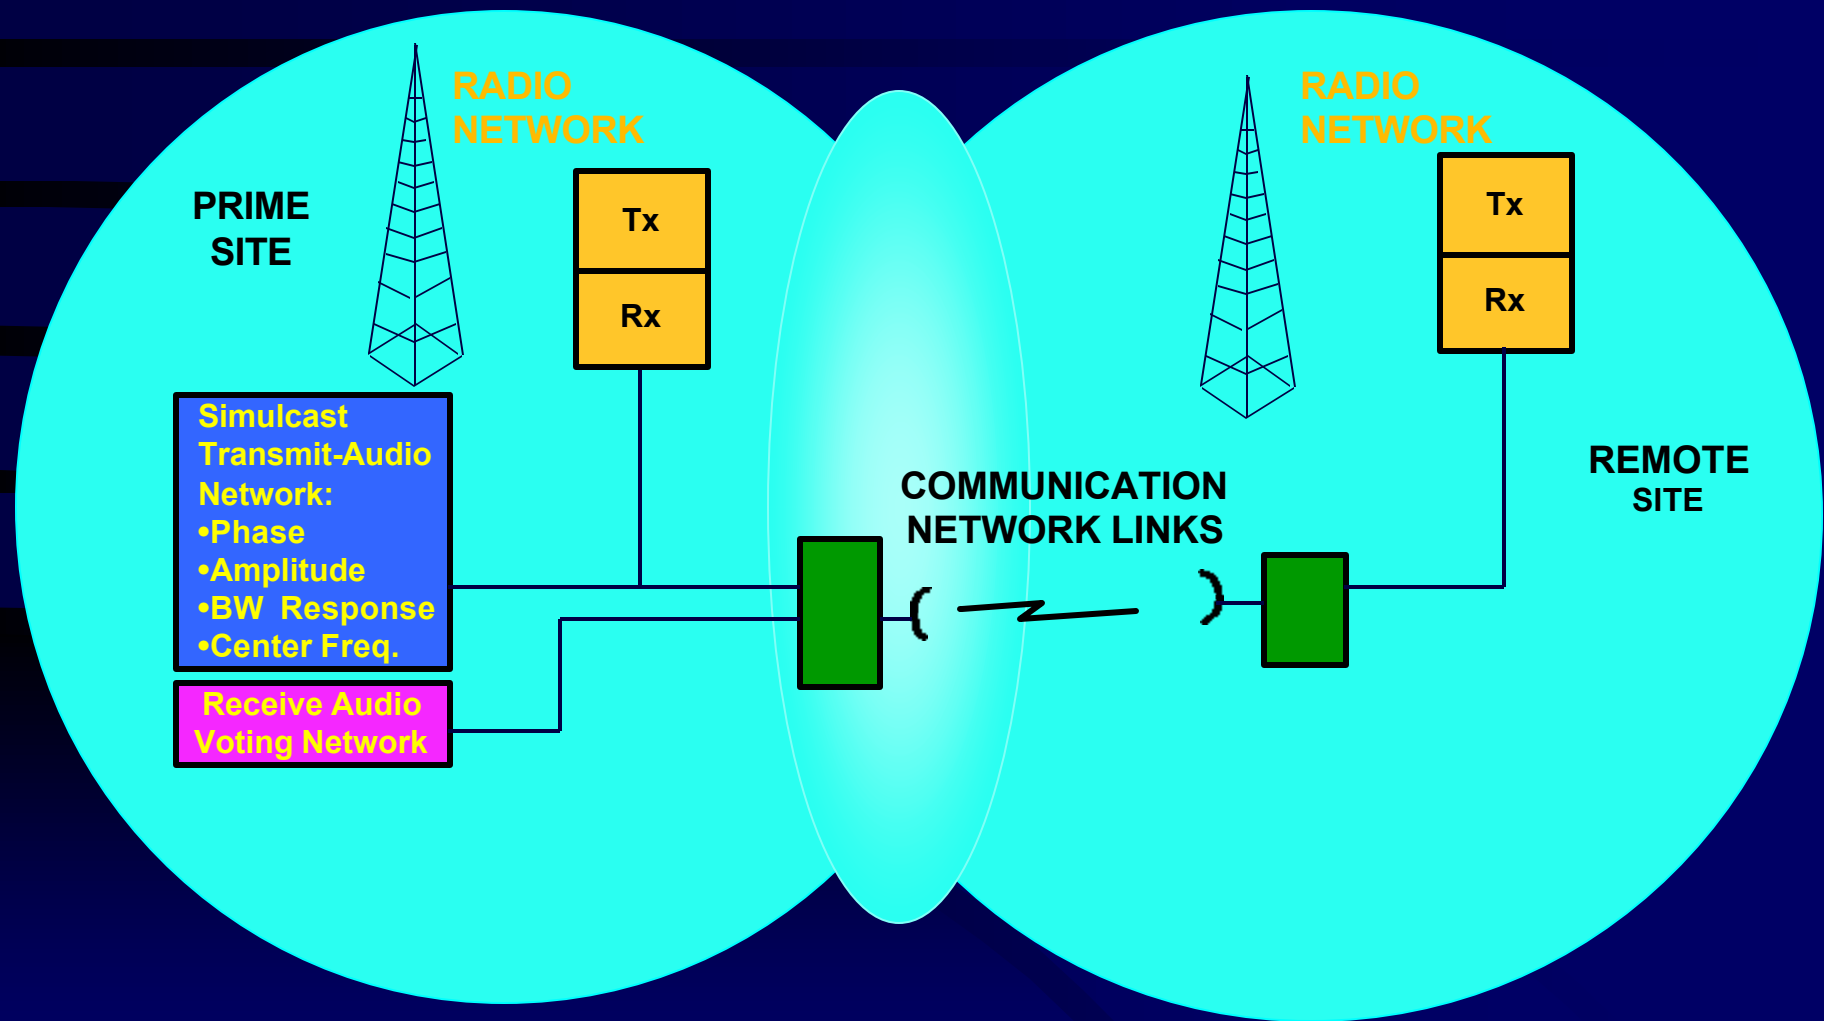 RADIO
NETWORK
PRIME
SITE
Tx
Rx
Simulcast
Transmit-Audio
Network:
•Phase
•Amplitude
•BW  Response
•Center Freq.
Receive Audio
Voting Network
COMMUNICATION
NETWORK LINKS
RADIO
NETWORK
Tx
Rx
REMOTE
SITE